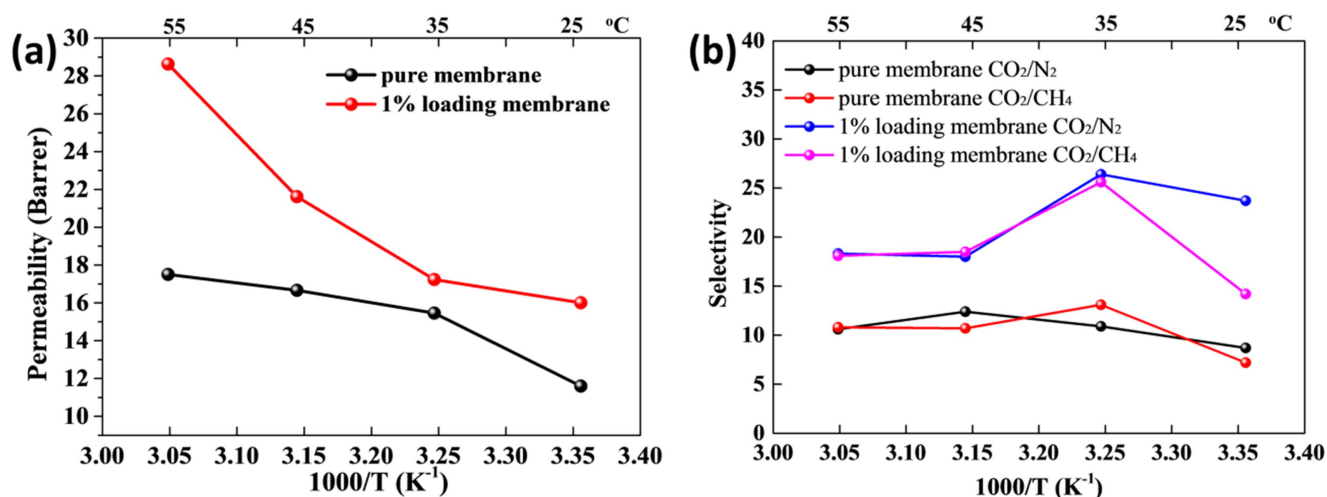 (a)
55 45 35 25 °C
30
28
26
24
22
20
18
16
14
12
10
Permeability (Barrer)
pure membrane
1% loading membrane
3.00 3.05 3.10 3.15 3.20 3.25 3.30 3.35 3.40
1000/T (K⁻¹)
(b)
55 45 35 25 °C
40
35
30
25
20
15
10
5
0
Selectivity
pure membrane CO₂/N₂
pure membrane CO₂/CH₄
1% loading membrane CO₂/N₂
1% loading membrane CO₂/CH₄
3.00 3.05 3.10 3.15 3.20 3.25 3.30 3.35 3.40
1000/T (K⁻¹)